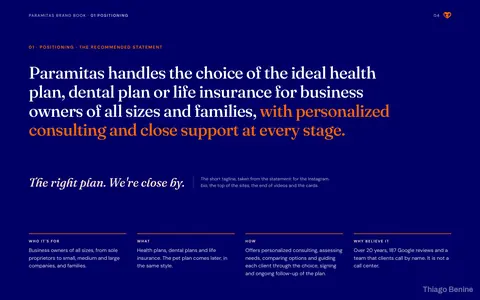 PARAMITAS BRAND BOOK · 01 POSITIONING
04
01 · POSITIONING · THE RECOMMENDED STATEMENT
Paramitas handles the choice of the ideal health
plan, dental plan or life insurance for business
owners of all sizes and families, with personalized
consulting and close support at every stage.
The right plan. We're close by.
The short tagline, taken from the statement: for the Instagram
bio, the top of the sites, the end of videos and the cards.
WHO IT'S FOR
Business owners of all sizes, from sole
proprietors to small, medium and large
companies, and families.
WHAT
Health plans, dental plans and life
insurance. The pet plan comes later, in
the same style.
HOW
Offers personalized consulting, assessing
needs, comparing options and guiding
each client through the choice, signing
and ongoing follow-up of the plan.
WHY BELIEVE IT
Over 20 years, 187 Google reviews and a
team that clients call by name. It is not a
call center.
Thiago Benine